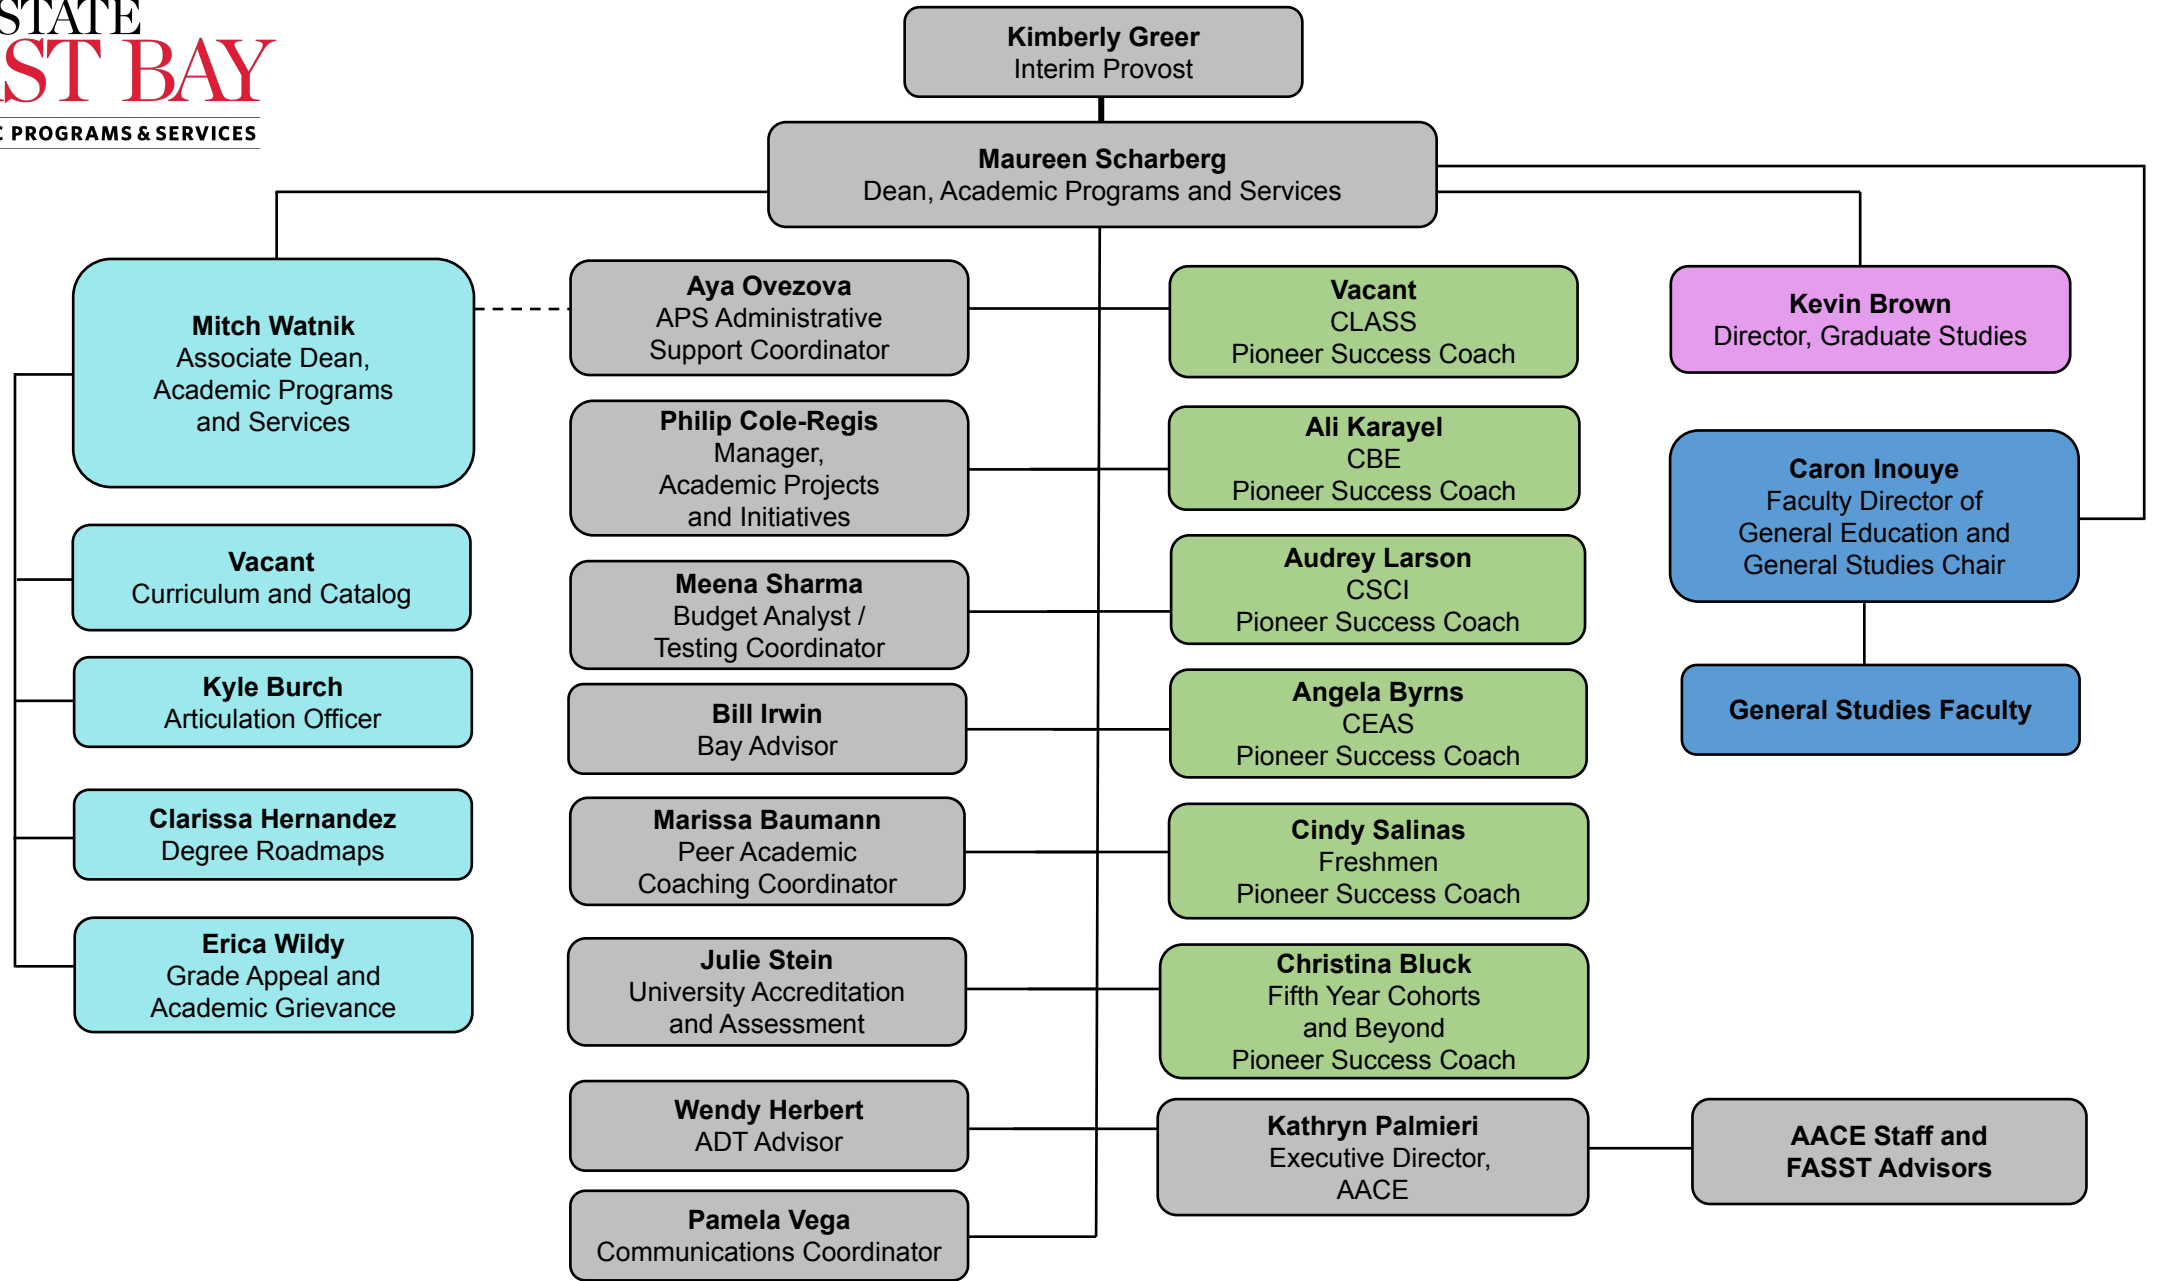 STATE
ST BAY
PROGRAMS & SERVICES
Kimberly Greer
Interim Provost
Maureen Scharberg
Dean, Academic Programs and Services
Mitch Watnik
Associate Dean,
Academic Programs
and Services
Vacant
Curriculum and Catalog
Kyle Burch
Articulation Officer
Clarissa Hernandez
Degree Roadmaps
Erica Wildy
Grade Appeal and
Academic Grievance
Aya Ovezova
APS Administrative
Support Coordinator
Philip Cole-Regis
Manager,
Academic Projects
and Initiatives
Meena Sharma
Budget Analyst /
Testing Coordinator
Bill Irwin
Bay Advisor
Marissa Baumann
Peer Academic
Coaching Coordinator
Julie Stein
University Accreditation
and Assessment
Wendy Herbert
ADT Advisor
Pamela Vega
Communications Coordinator
Vacant
CLASS
Pioneer Success Coach
Ali Karayel
CBE
Pioneer Success Coach
Audrey Larson
CSCI
Pioneer Success Coach
Angela Byrns
CEAS
Pioneer Success Coach
Cindy Salinas
Freshmen
Pioneer Success Coach
Christina Bluck
Fifth Year Cohorts
and Beyond
Pioneer Success Coach
Kathryn Palmieri
Executive Director,
AACE
Kevin Brown
Director, Graduate Studies
Caron Inouye
Faculty Director of
General Education and
General Studies Chair
General Studies Faculty
AACE Staff and
FASST Advisors